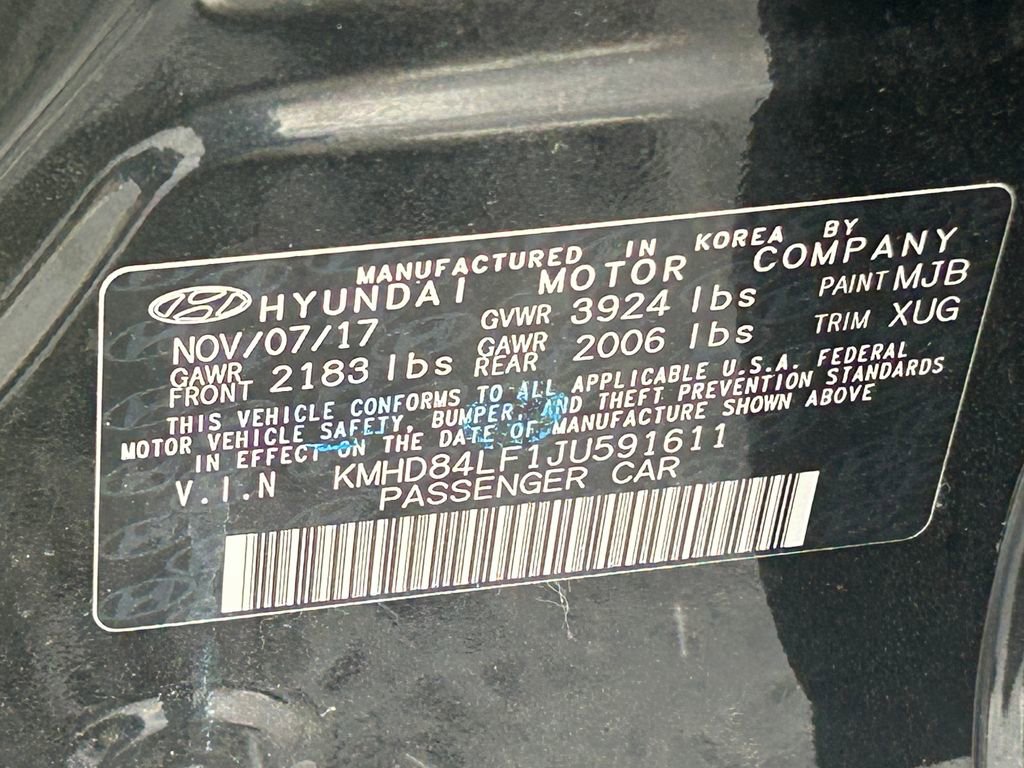 MANUFACTURED IN KOREA BY
HYUNDAI MOTOR COMPANY
NOV/07/17 GVWR 3924 lbs PAINT MJB
GAWR FRONT 2183 lbs GAWR REAR 2006 lbs TRIM XUG
THIS VEHICLE CONFORMS TO ALL APPLICABLE U.S.A. FEDERAL
MOTOR VEHICLE SAFETY, BUMPER, AND THEFT PREVENTION STANDARDS
IN EFFECT ON THE DATE OF MANUFACTURE SHOWN ABOVE
V.I.N KMHD84LF1JU591611
PASSENGER CAR